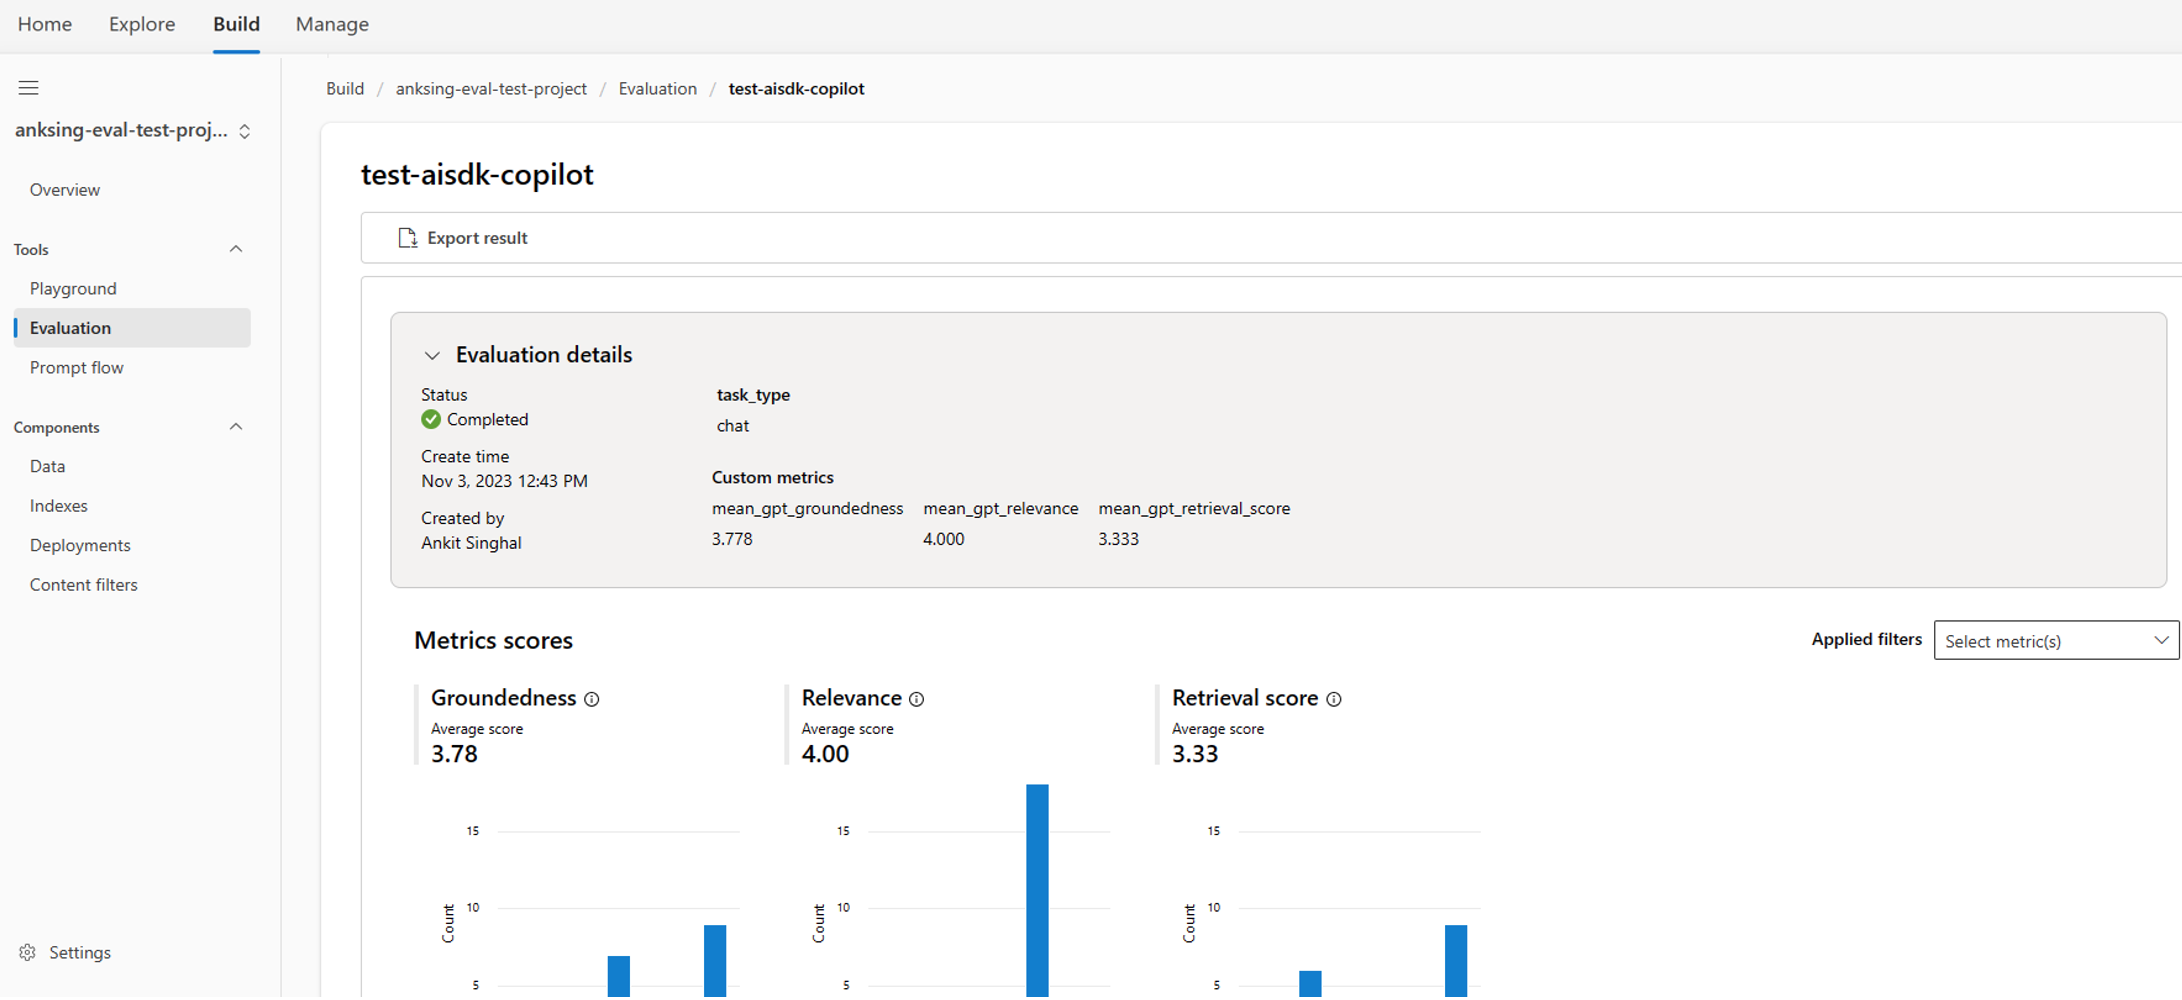 Home Explore Build Manage
Build / anksing-eval-test-project / Evaluation / test-aisdk-copilot
anksing-eval-test-proj...
Overview
Tools
Playground
Evaluation
Prompt flow
Components
Data
Indexes
Deployments
Content filters
Settings
test-aisdk-copilot
Export result
Evaluation details
Status
Completed
Create time
Nov 3, 2023 12:43 PM
Created by
Ankit Singhal
task_type
chat
Custom metrics
mean_gpt_groundedness mean_gpt_relevance mean_gpt_retrieval_score
3.778 4.000 3.333
Metrics scores
Applied filters Select metric(s)
Groundedness
Average score
3.78
15
10
5
Count
Relevance
Average score
4.00
15
10
5
Count
Retrieval score
Average score
3.33
15
10
5
Count